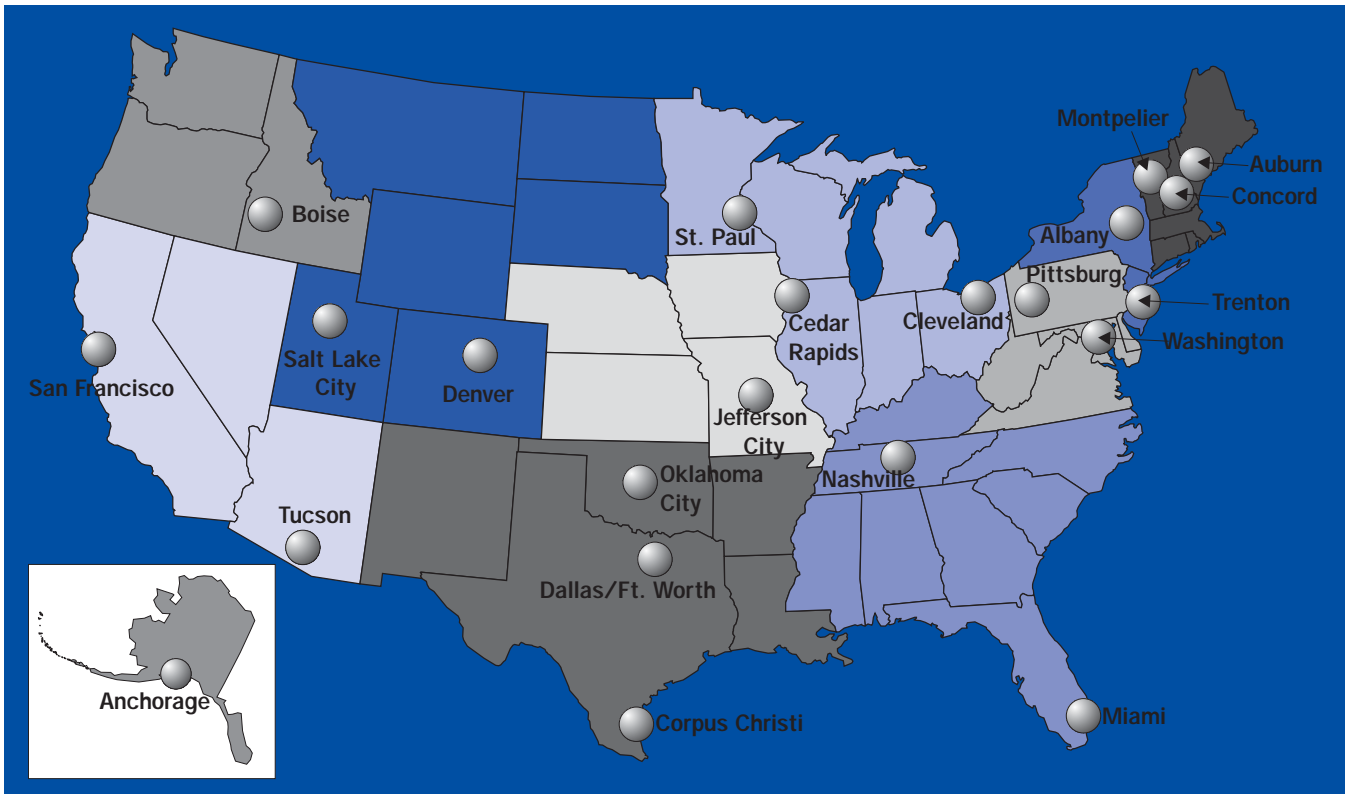 Montpelier
Auburn
Concord
Boise
St. Paul
Albany
Pittsburg
Trenton
Cedar
Rapids
Cleveland
Washington
San Francisco
Salt Lake
City
Denver
Jefferson
City
Nashville
Oklahoma
City
Tucson
Dallas/Ft. Worth
Anchorage
Corpus Christi
Miami